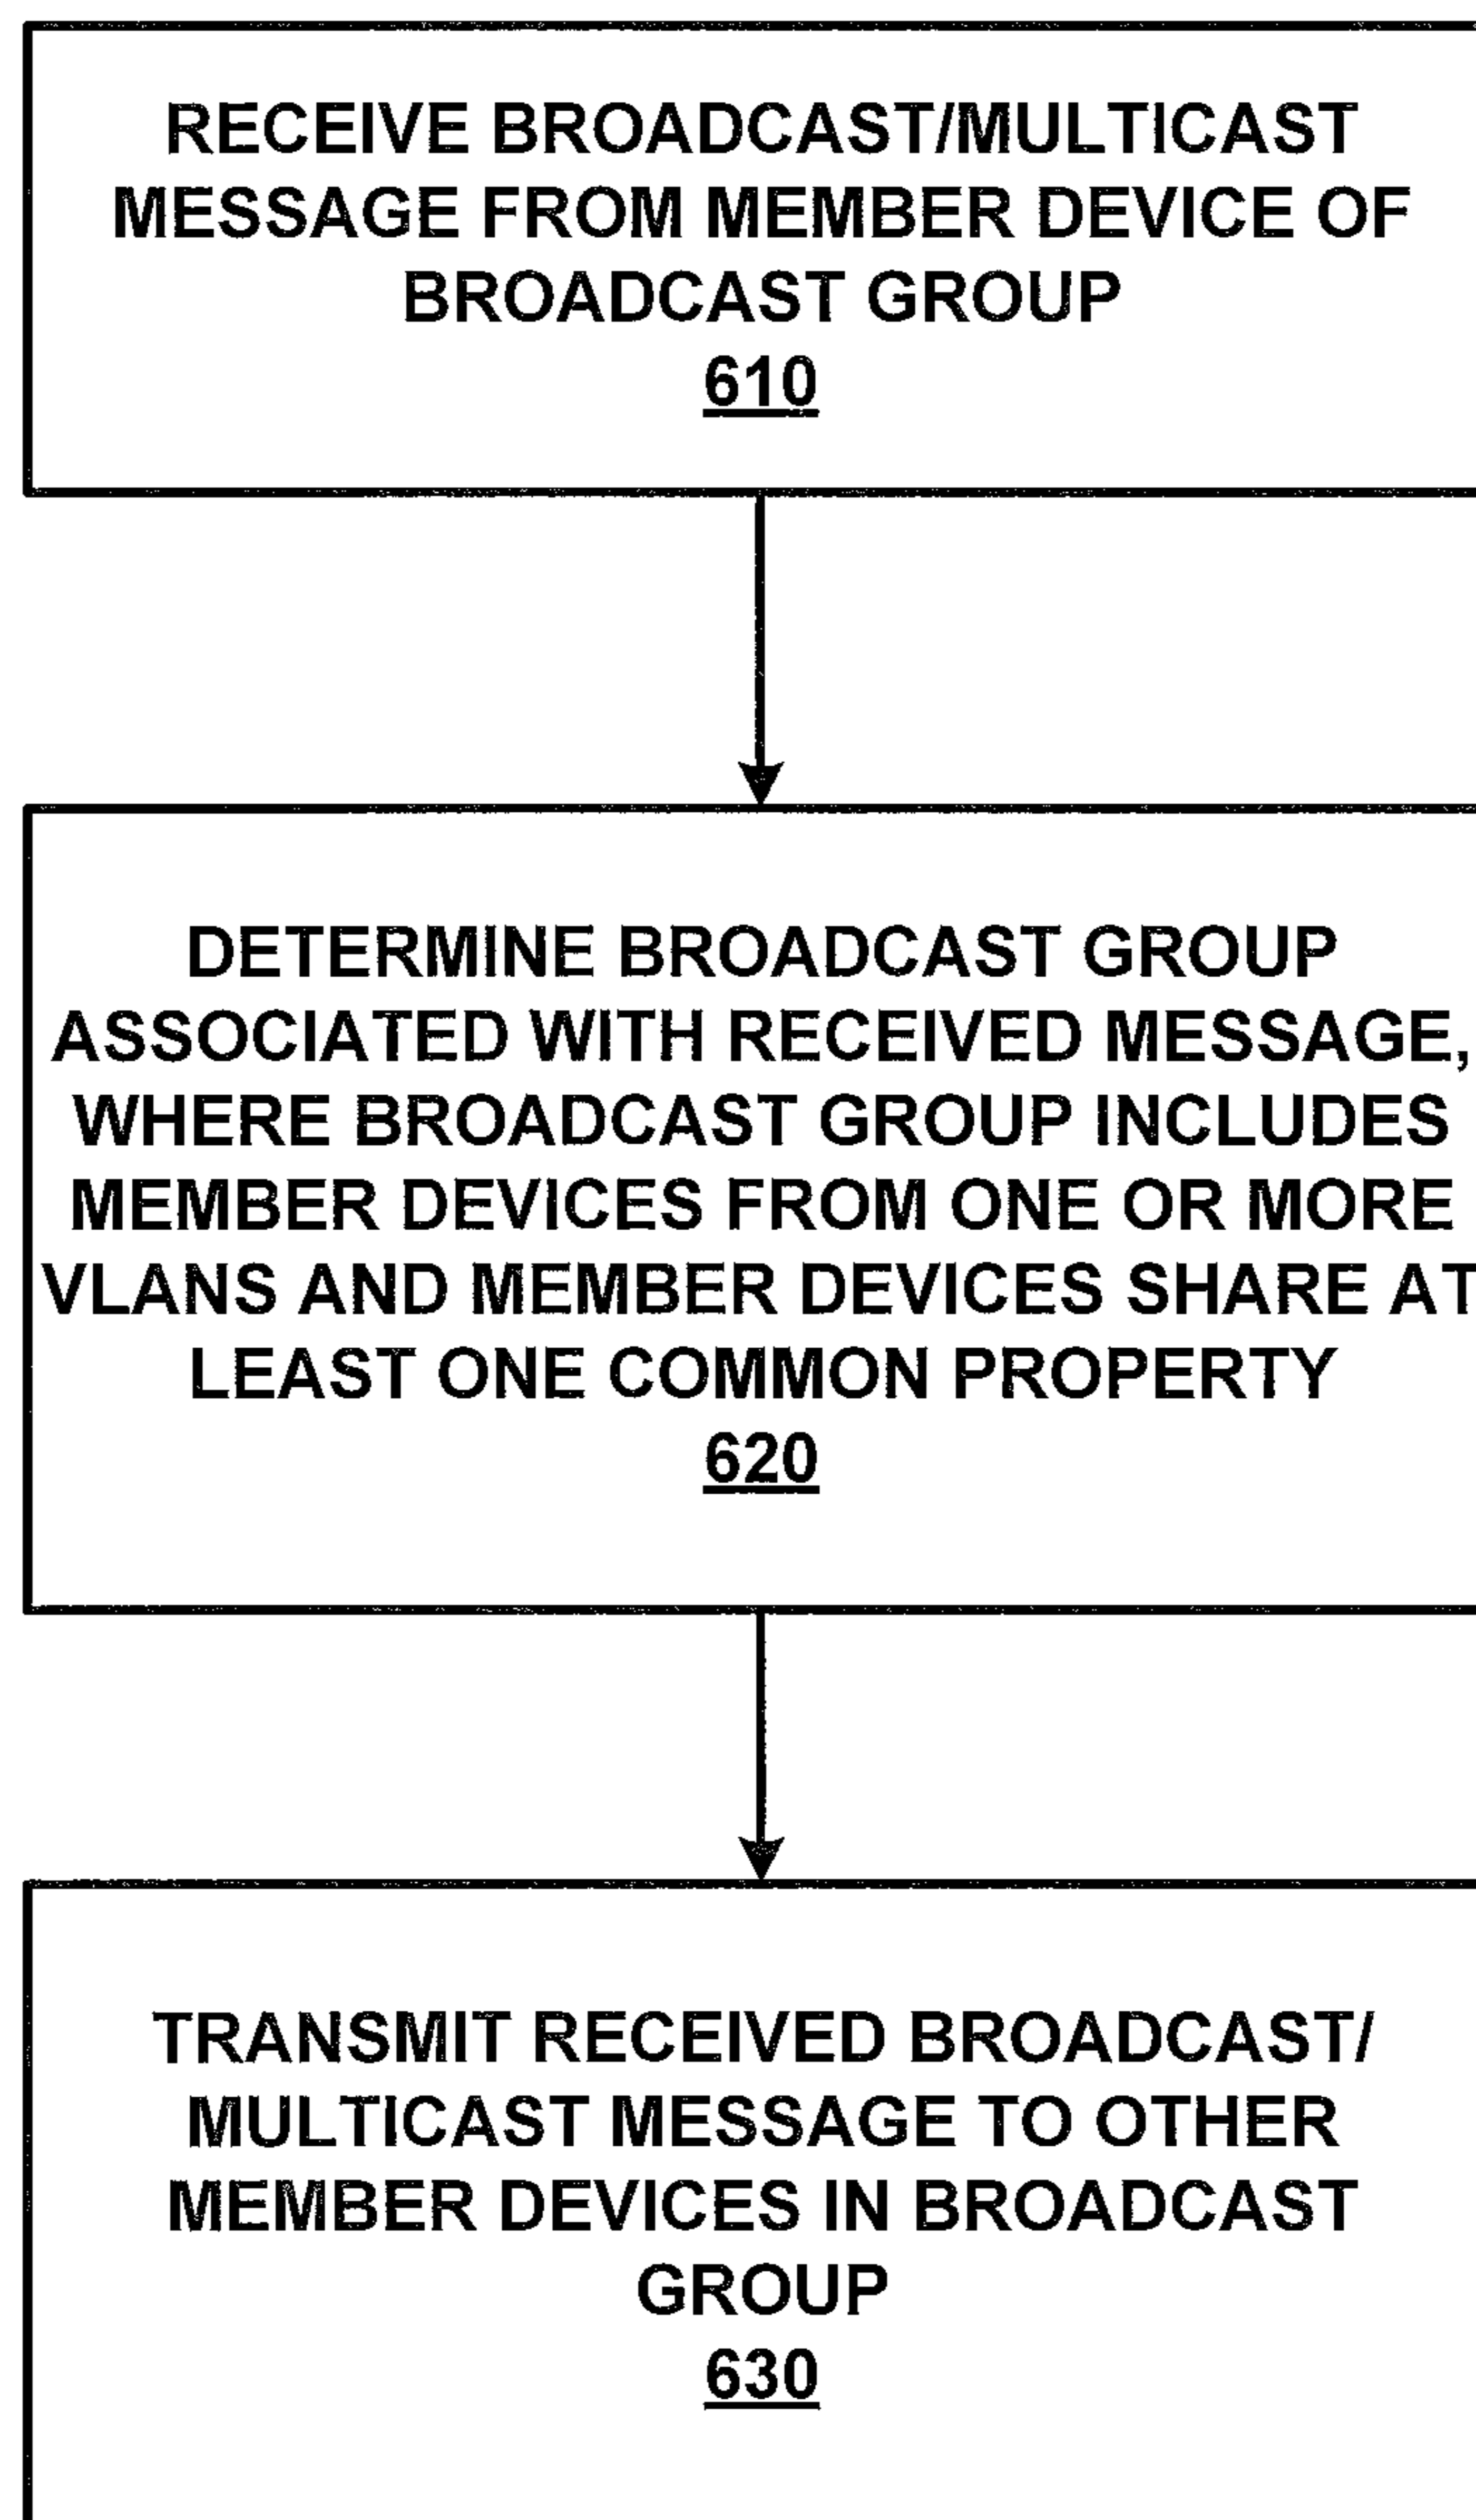 RECEIVE BROADCAST/MULTICAST
MESSAGE FROM MEMBER DEVICE OF
BROADCAST GROUP
610
DETERMINE BROADCAST GROUP
ASSOCIATED WITH RECEIVED MESSAGE,
WHERE BROADCAST GROUP INCLUDES
MEMBER DEVICES FROM ONE OR MORE
VLANS AND MEMBER DEVICES SHARE AT
LEAST ONE COMMON PROPERTY
620
TRANSMIT RECEIVED BROADCAST/
MULTICAST MESSAGE TO OTHER
MEMBER DEVICES IN BROADCAST
GROUP
630